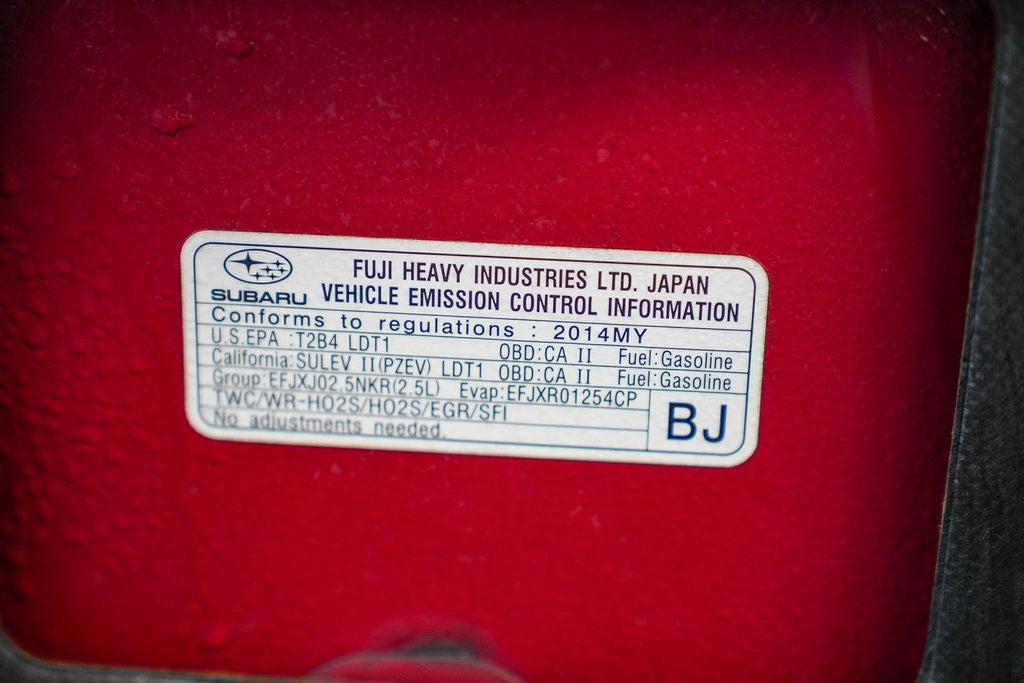 FUJI HEAVY INDUSTRIES LTD. JAPAN
SUBARU VEHICLE EMISSION CONTROL INFORMATION
Conforms to regulations : 2014MY
U.S.EPA :T2B4 LDT1 OBD:CA II Fuel:Gasoline
California:SULEV II(PZEV) LDT1 OBD:CA II Fuel:Gasoline
Group:EFJXJ02.5NKR(2.5L) Evap:EFJXR01254CP
TWC/WR-HO2S/HO2S/EGR/SFI
No adjustments needed.
BJ